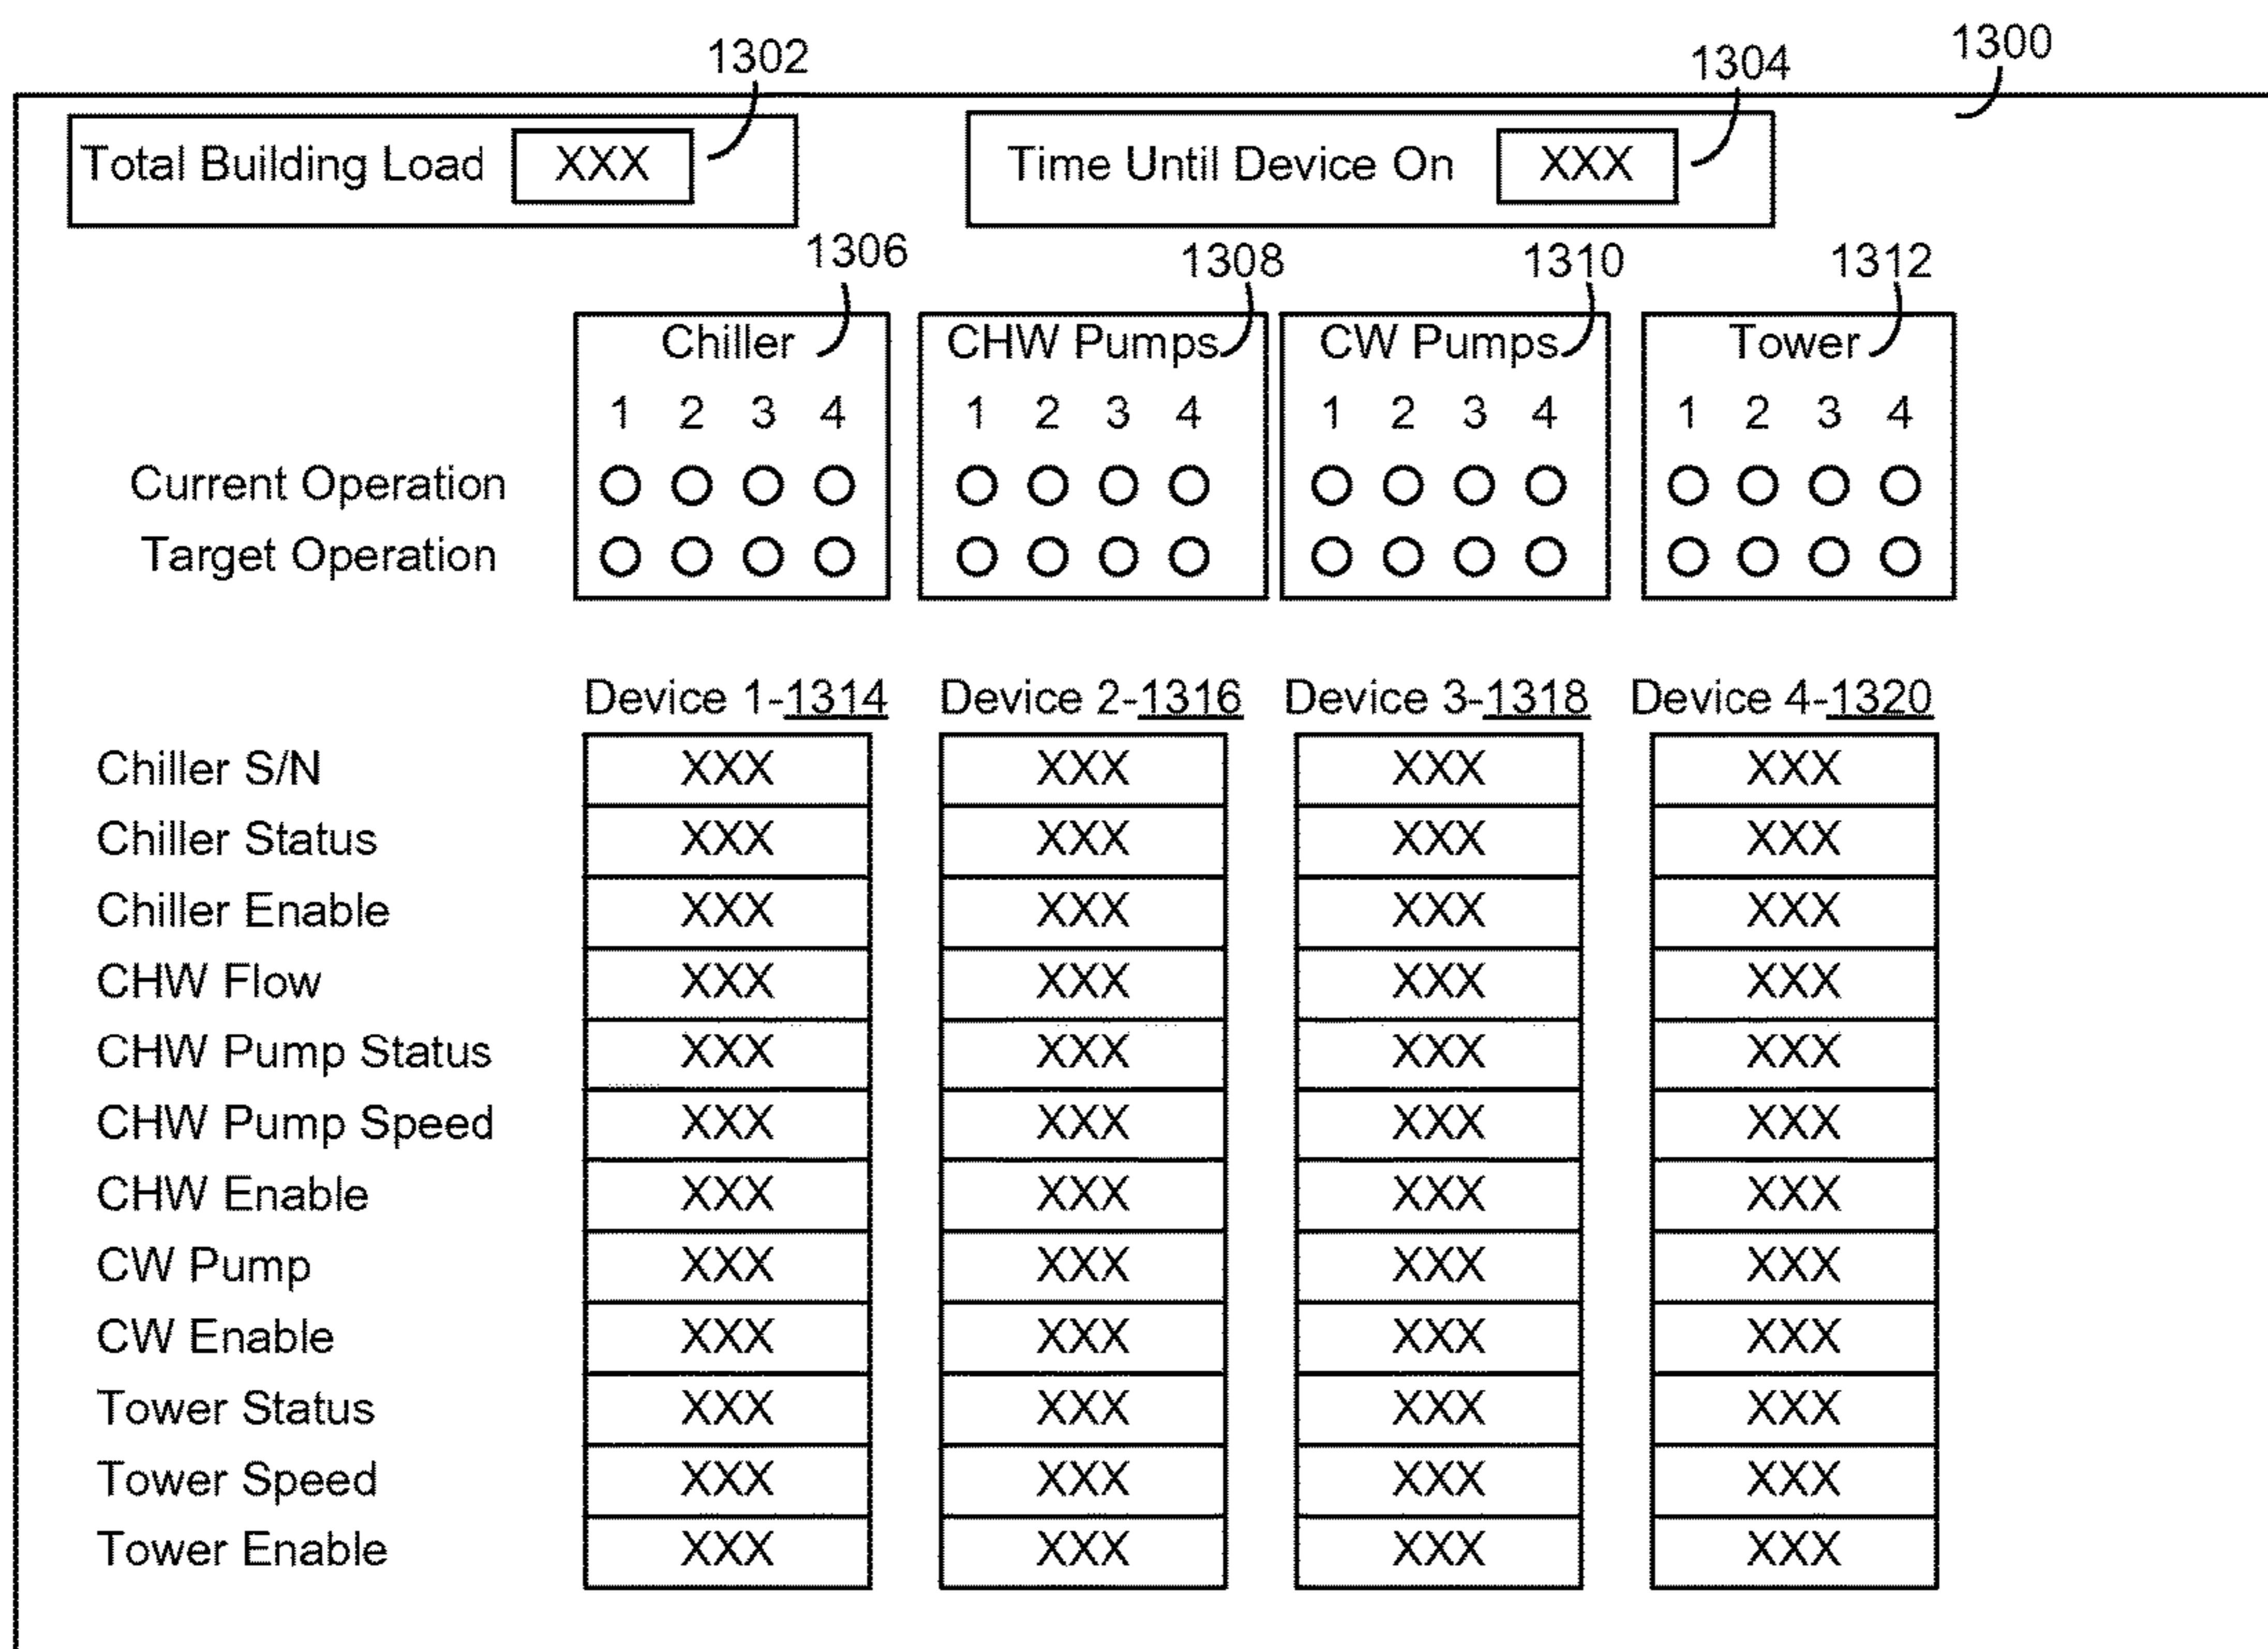 1302 1304 1300
Total Building Load XXX Time Until Device On XXX
1306 1308 1310 1312
Chiller CHW Pumps CW Pumps Tower
1 2 3 4 1 2 3 4 1 2 3 4 1 2 3 4
Current Operation
Target Operation
Device 1-1314 Device 2-1316 Device 3-1318 Device 4-1320
Chiller S/N XXX XXX XXX XXX
Chiller Status XXX XXX XXX XXX
Chiller Enable XXX XXX XXX XXX
CHW Flow XXX XXX XXX XXX
CHW Pump Status XXX XXX XXX XXX
CHW Pump Speed XXX XXX XXX XXX
CHW Enable XXX XXX XXX XXX
CW Pump XXX XXX XXX XXX
CW Enable XXX XXX XXX XXX
Tower Status XXX XXX XXX XXX
Tower Speed XXX XXX XXX XXX
Tower Enable XXX XXX XXX XXX